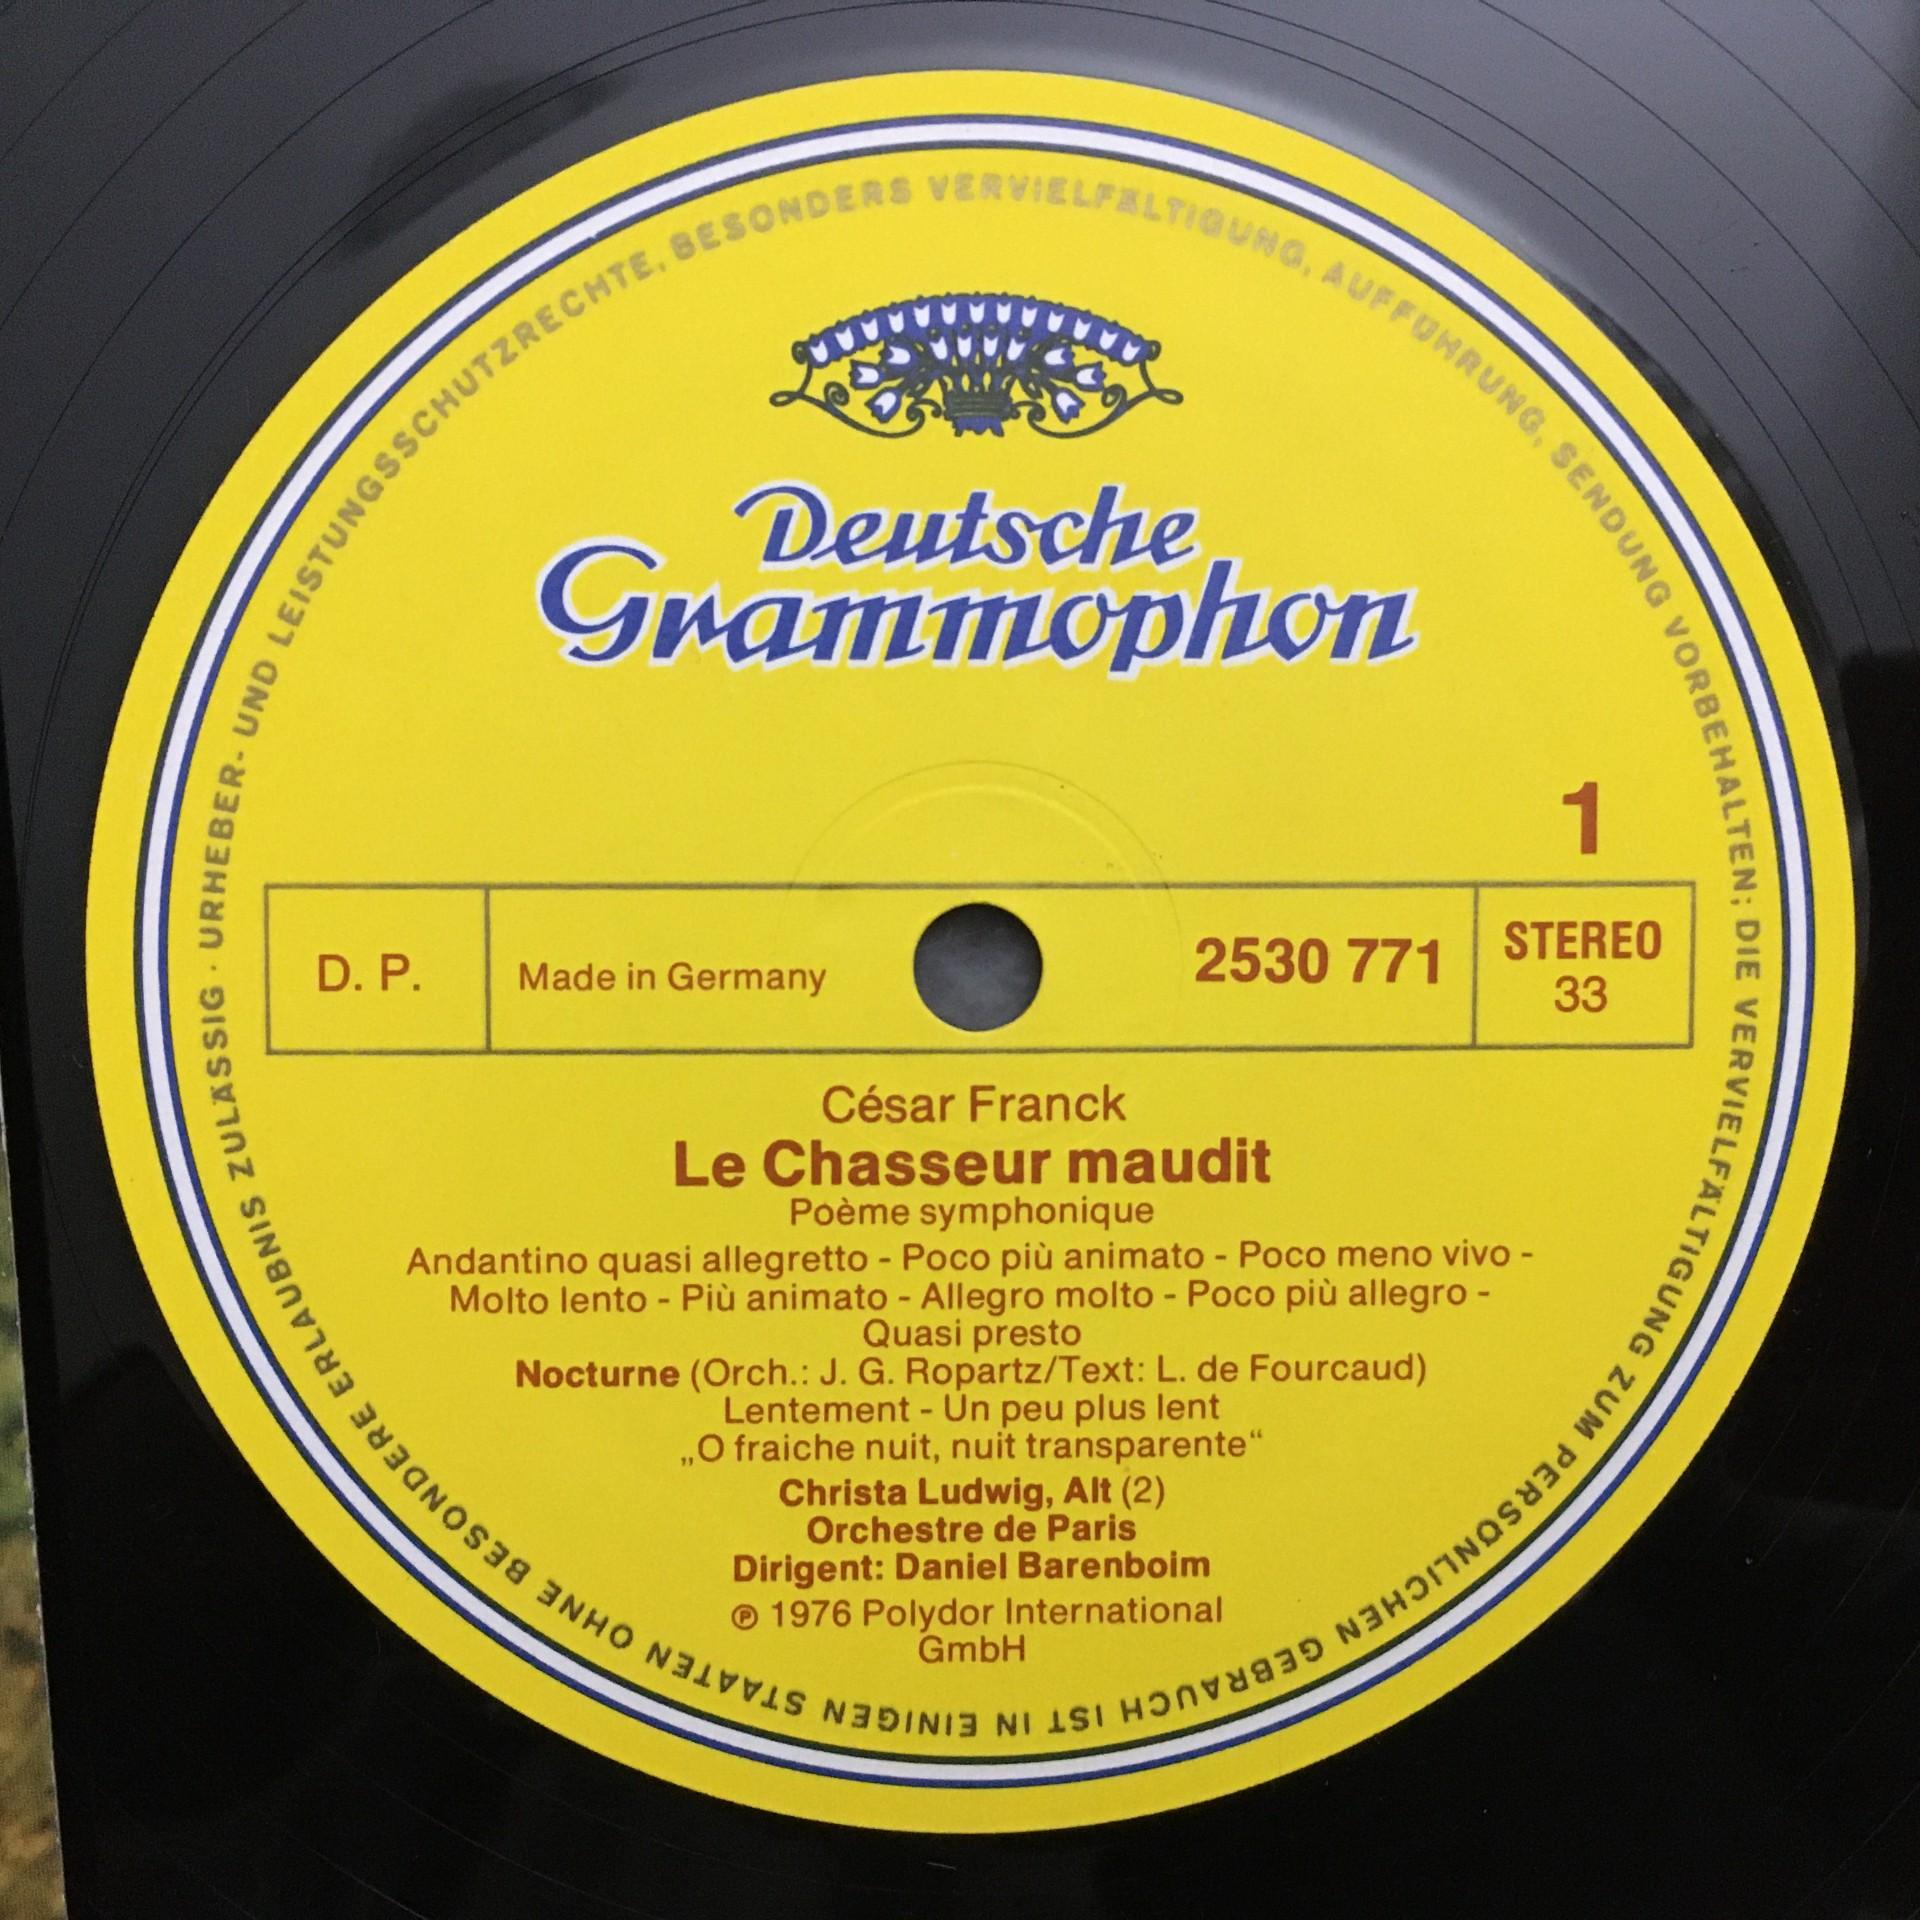 URHEBER- UND LEISTUNGSSCHUTZRECHTE, BESONDERS VERVIELFÄLTIGUNG, AUFFÜHRUNG, SENDUNG VORBEHALTEN; DIE VERVIELFÄLTIGUNG ZUM PERSÖNLICHEN GEBRAUCH IST IN EINIGEN STAATEN OHNE BESONDERE ERLAUBNIS ZULÄSSIG ·
Deutsche
Grammophon
1
D. P.
Made in Germany
2530 771
STEREO
33
César Franck
Le Chasseur maudit
Poème symphonique
Andantino quasi allegretto - Poco più animato - Poco meno vivo -
Molto lento - Più animato - Allegro molto - Poco più allegro -
Quasi presto
Nocturne (Orch.: J. G. Ropartz/Text: L. de Fourcaud)
Lentement - Un peu plus lent
„O fraiche nuit, nuit transparente“
Christa Ludwig, Alt (2)
Orchestre de Paris
Dirigent: Daniel Barenboim
℗ 1976 Polydor International
GmbH